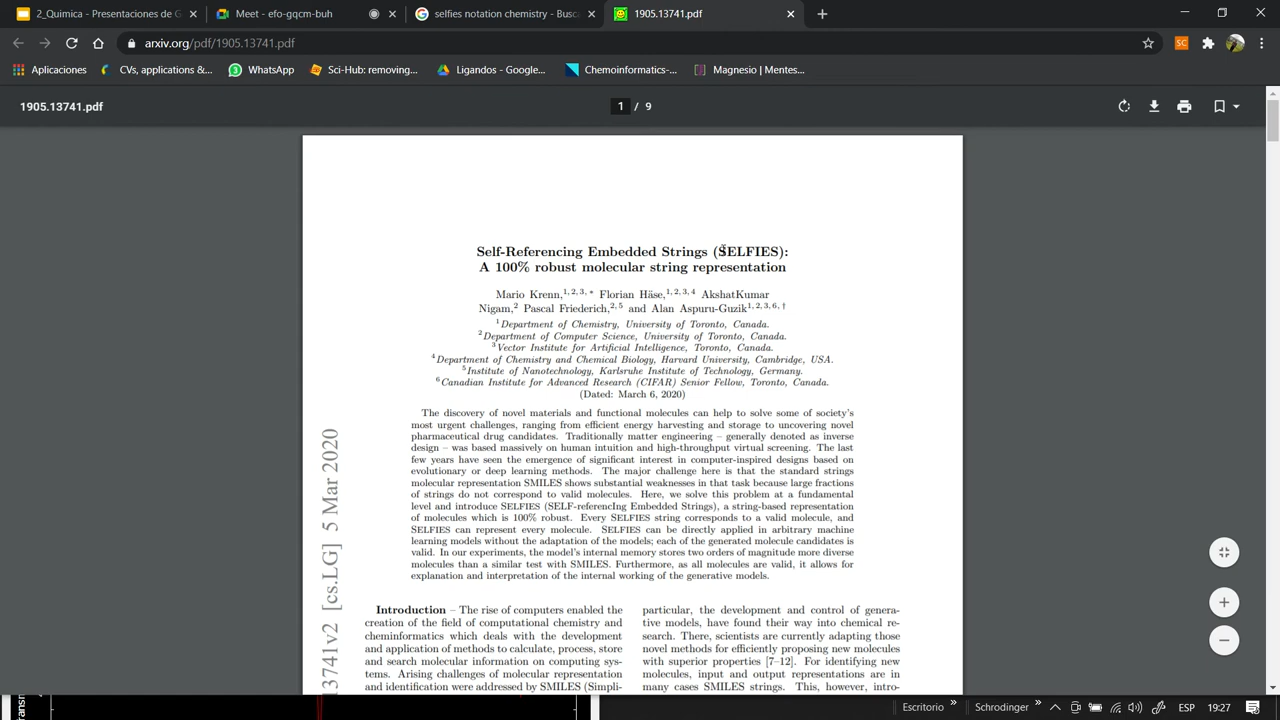 2_Quimica - Presentaciones de G
Meet - efo-gqcm-buh
selfies notation chemistry - Busc
1905.13741.pdf
arxiv.org/pdf/1905.13741.pdf
SC
Aplicaciones
CVs, applications &...
WhatsApp
Sci-Hub: removing...
Ligandos - Google...
Chemoinformatics-...
Magnesio | Mentes...
1905.13741.pdf
1 / 9
Self-Referencing Embedded Strings (SELFIES):
A 100% robust molecular string representation
Mario Krenn,1, 2, 3, * Florian Häse,1, 2, 3, 4 AkshatKumar
Nigam,2 Pascal Friederich,2, 5 and Alan Aspuru-Guzik1, 2, 3, 6, †
1Department of Chemistry, University of Toronto, Canada.
2Department of Computer Science, University of Toronto, Canada.
3Vector Institute for Artificial Intelligence, Toronto, Canada.
4Department of Chemistry and Chemical Biology, Harvard University, Cambridge, USA.
5Institute of Nanotechnology, Karlsruhe Institute of Technology, Germany.
6Canadian Institute for Advanced Research (CIFAR) Senior Fellow, Toronto, Canada.
(Dated: March 6, 2020)
The discovery of novel materials and functional molecules can help to solve some of society's
most urgent challenges, ranging from efficient energy harvesting and storage to uncovering novel
pharmaceutical drug candidates. Traditionally matter engineering – generally denoted as inverse
design – was based massively on human intuition and high-throughput virtual screening. The last
few years have seen the emergence of significant interest in computer-inspired designs based on
evolutionary or deep learning methods. The major challenge here is that the standard strings
molecular representation SMILES shows substantial weaknesses in that task because large fractions
of strings do not correspond to valid molecules. Here, we solve this problem at a fundamental
level and introduce SELFIES (SELF-referencIng Embedded Strings), a string-based representation
of molecules which is 100% robust. Every SELFIES string corresponds to a valid molecule, and
SELFIES can represent every molecule. SELFIES can be directly applied in arbitrary machine
learning models without the adaptation of the models; each of the generated molecule candidates is
valid. In our experiments, the model's internal memory stores two orders of magnitude more diverse
molecules than a similar test with SMILES. Furthermore, as all molecules are valid, it allows for
explanation and interpretation of the internal working of the generative models.
13741v2 [cs.LG] 5 Mar 2020
Introduction – The rise of computers enabled the
creation of the field of computational chemistry and
cheminformatics which deals with the development
and application of methods to calculate, process, store
and search molecular information on computing sys-
tems. Arising challenges of molecular representation
and identification were addressed by SMILES (Simpli-
particular, the development and control of genera-
tive models, have found their way into chemical re-
search. There, scientists are currently adapting those
novel methods for efficiently proposing new molecules
with superior properties [7–12]. For identifying new
molecules, input and output representations are in
many cases SMILES strings. This, however, intro-
Transm
Escritorio
Schrodinger
ESP
19:27